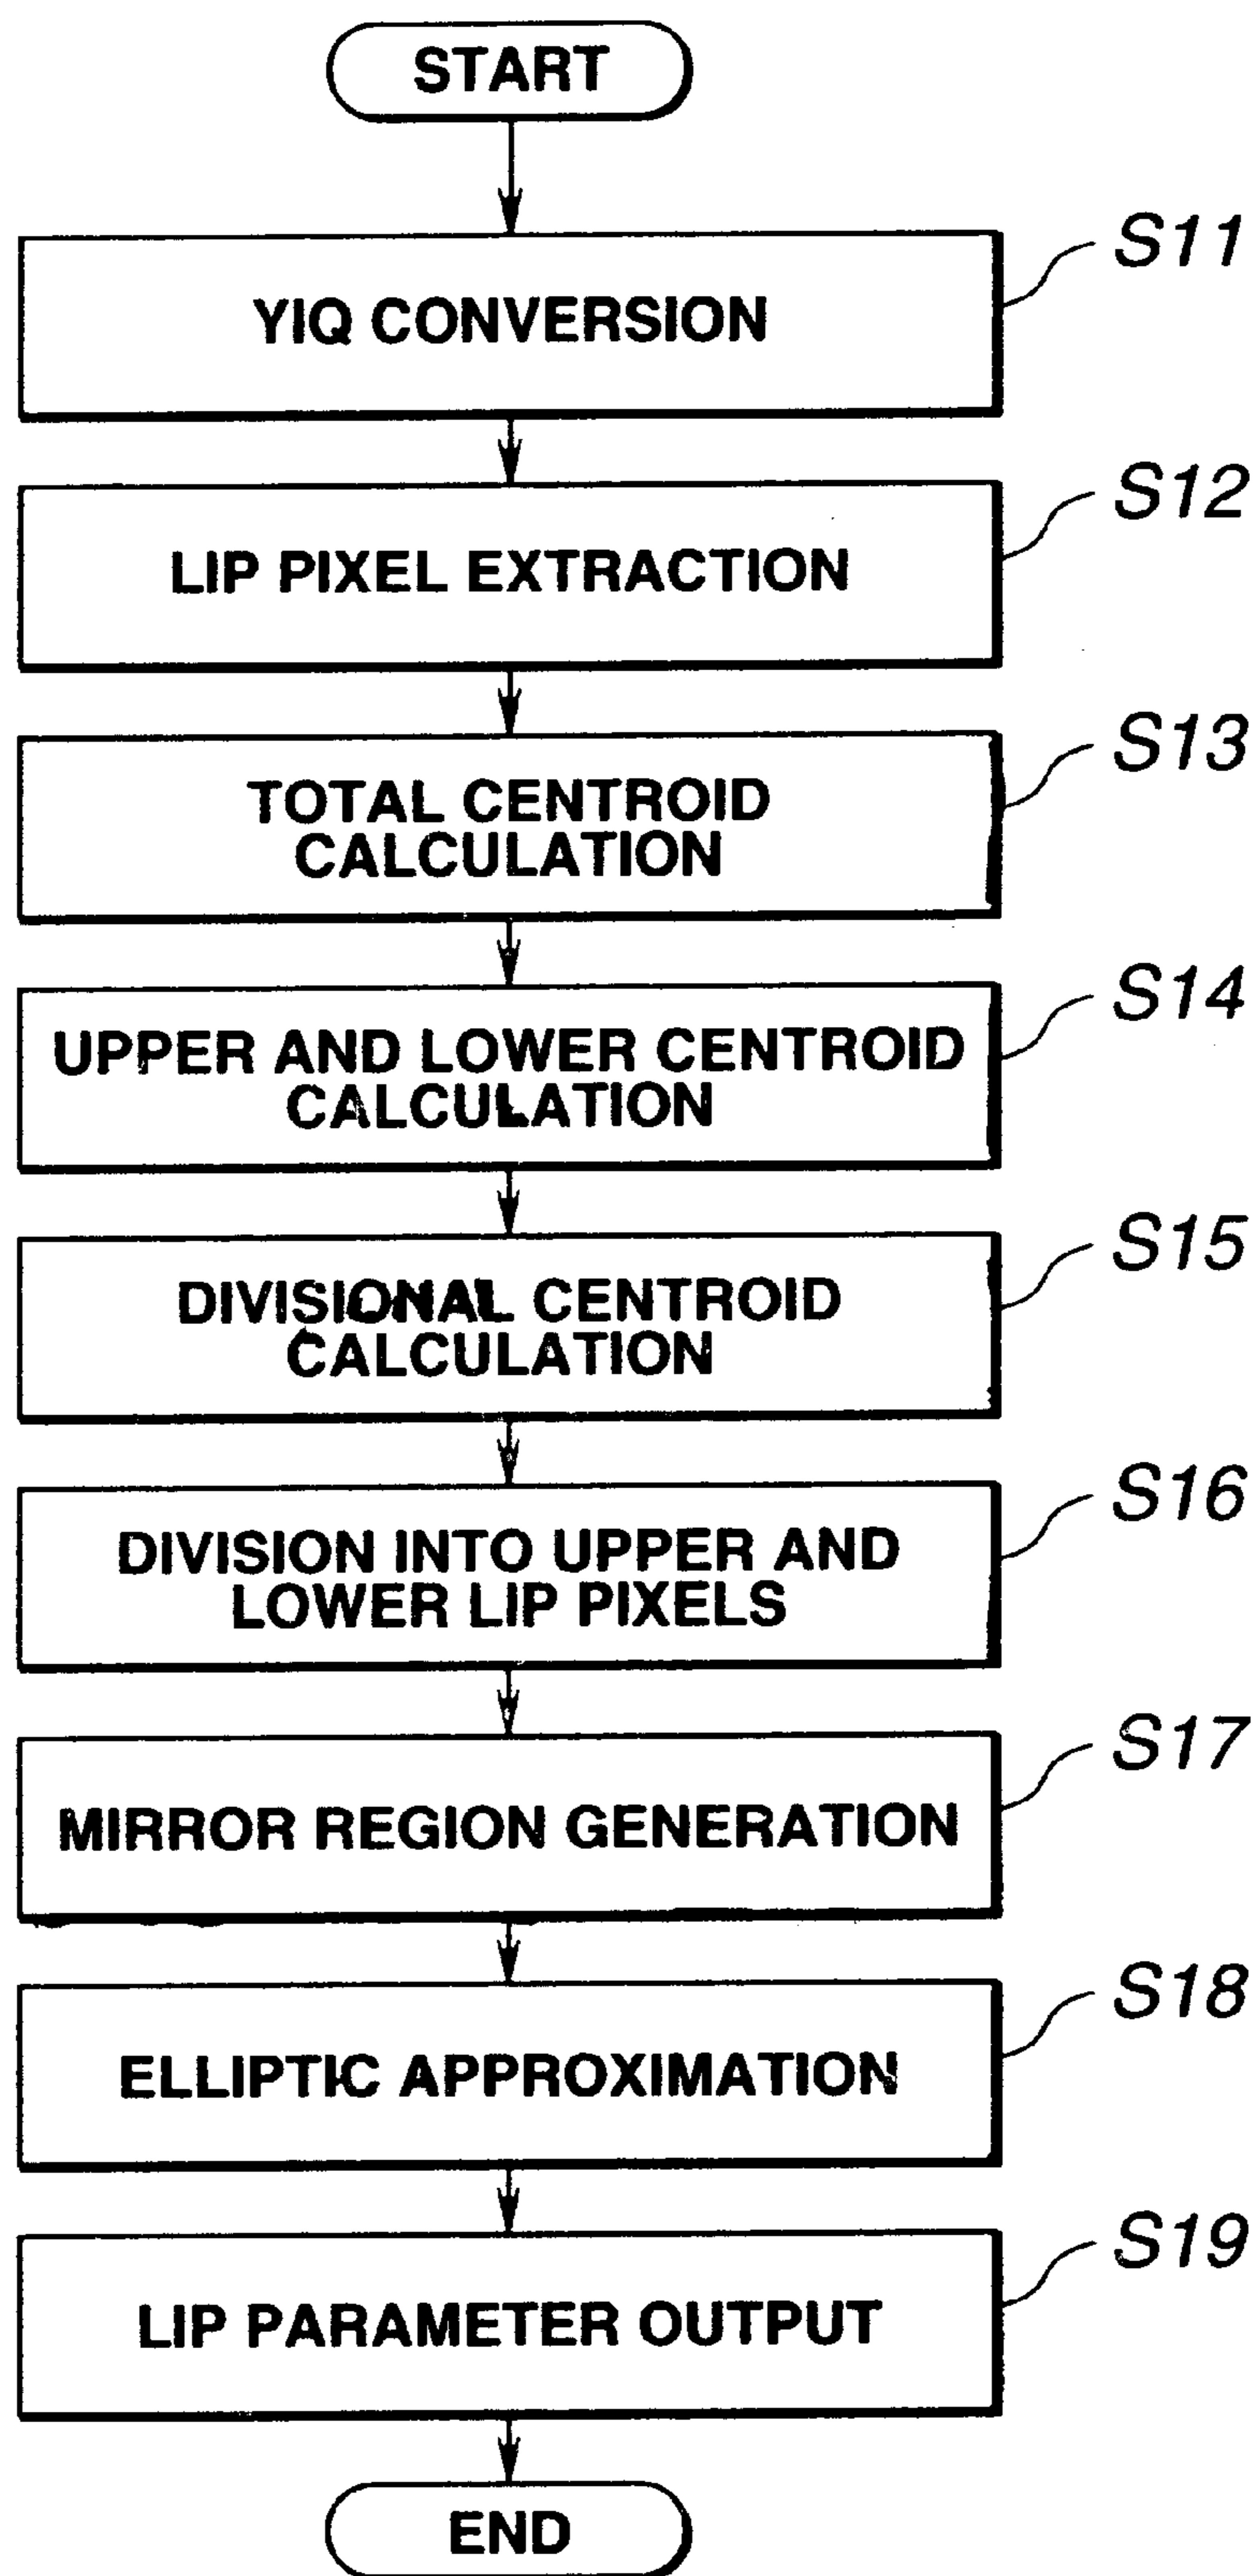 START
S11
YIQ CONVERSION
S12
LIP PIXEL EXTRACTION
S13
TOTAL CENTROID
CALCULATION
S14
UPPER AND LOWER CENTROID
CALCULATION
S15
DIVISIONAL CENTROID
CALCULATION
S16
DIVISION INTO UPPER AND
LOWER LIP PIXELS
S17
MIRROR REGION GENERATION
S18
ELLIPTIC APPROXIMATION
S19
LIP PARAMETER OUTPUT
END